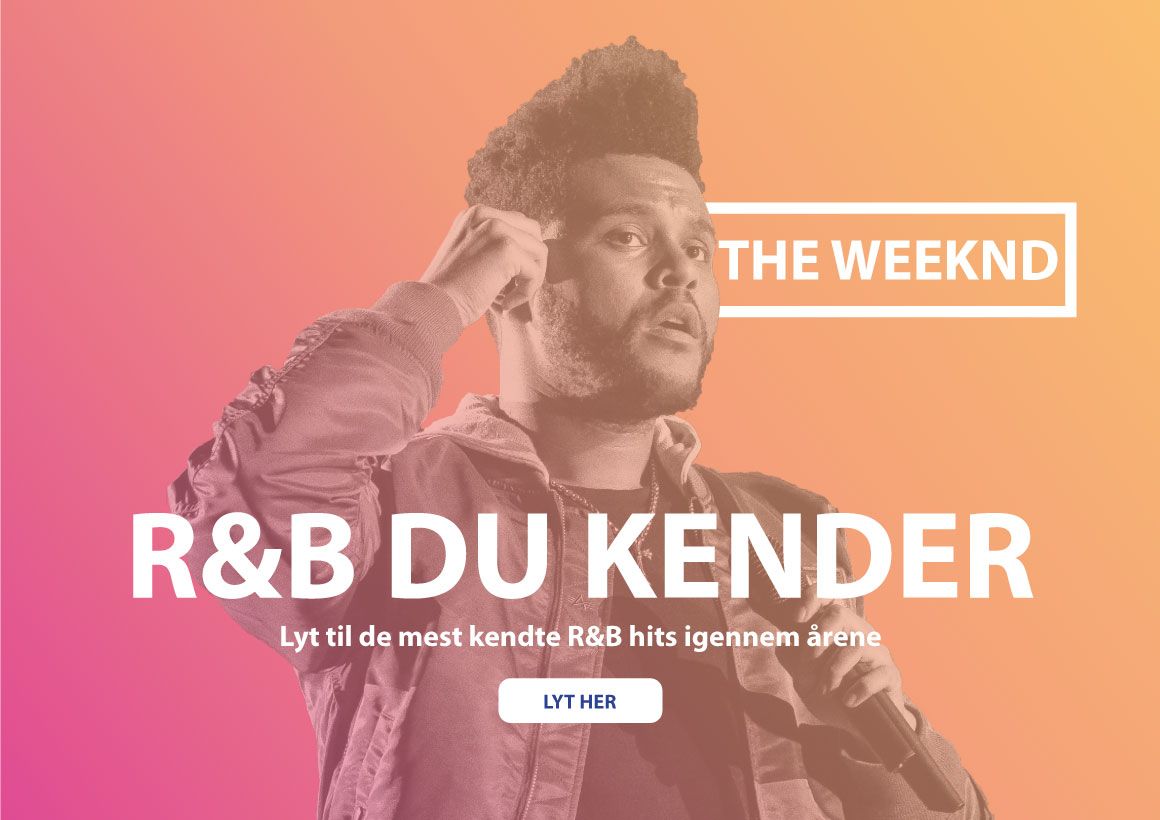 THE WEEKND
R&B DU KENDER
Lyt til de mest kendte R&B hits igennem årene
LYT HER